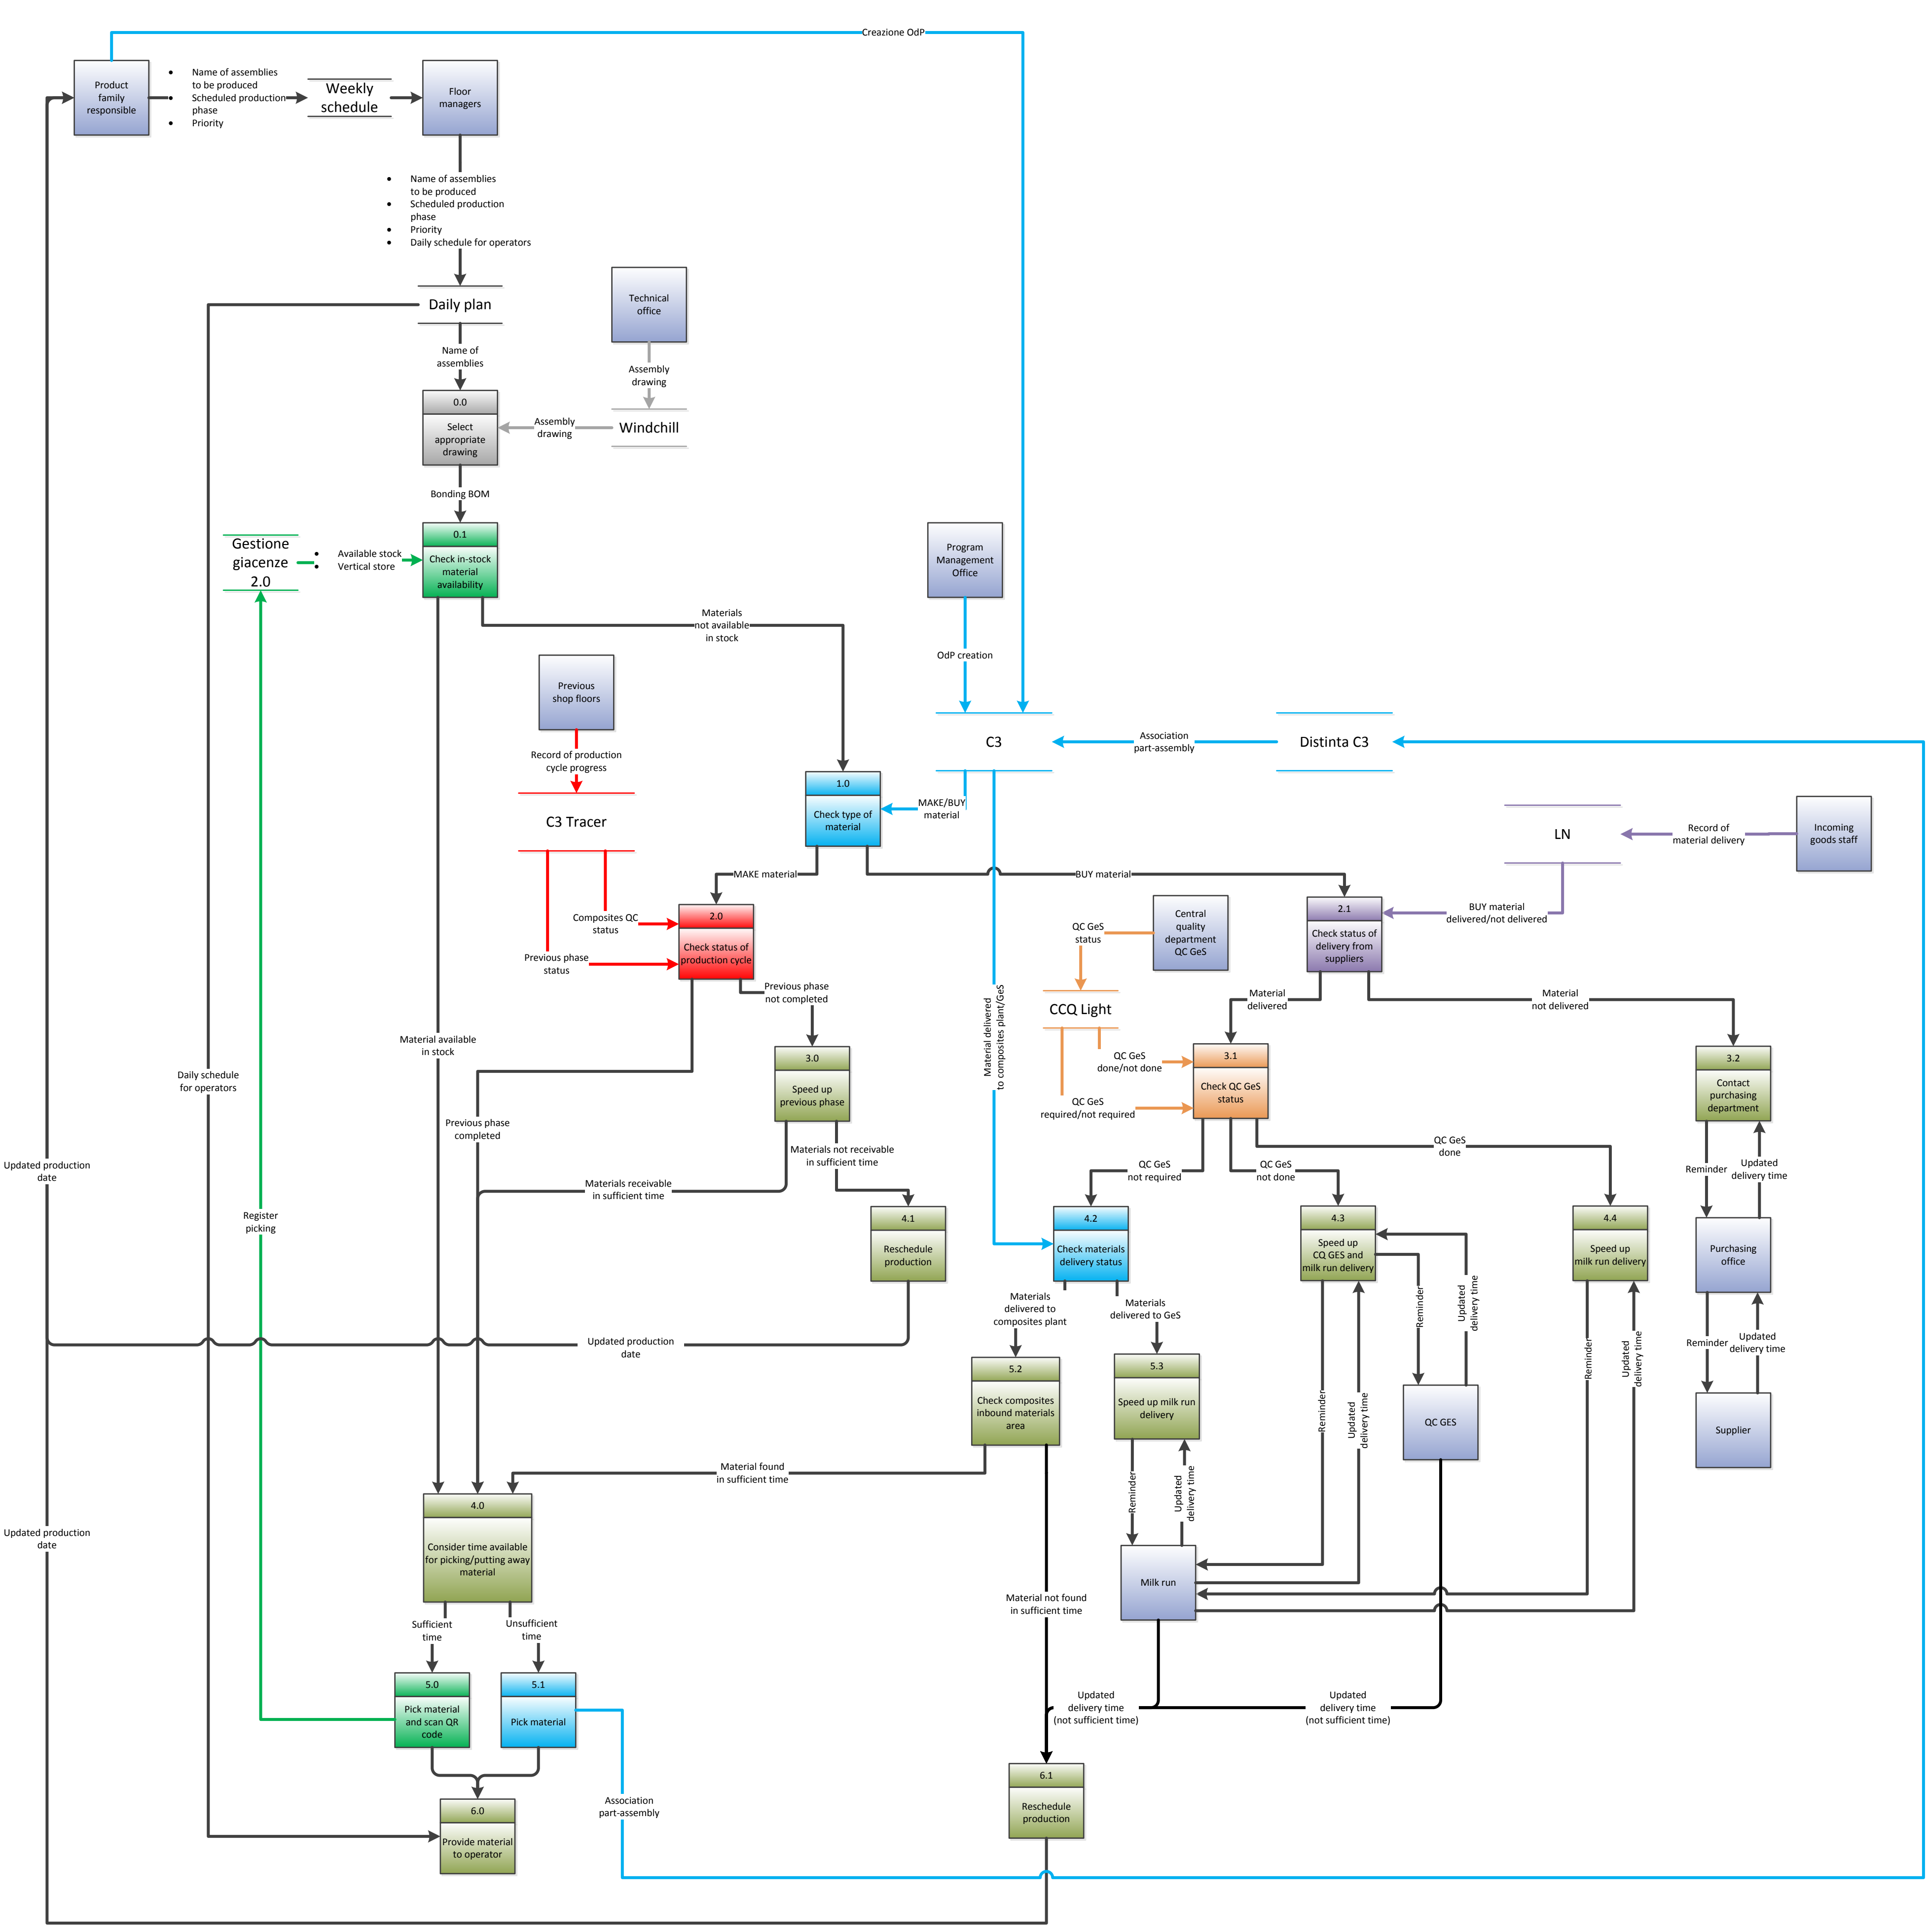 Creazione OdP
Product
family
responsible
• Name of assemblies
to be produced
• Scheduled production
phase
• Priority
Weekly
schedule
Floor
managers
• Name of assemblies
to be produced
• Scheduled production
phase
• Priority
• Daily schedule for operators
Daily plan
Technical
office
Name of
assemblies
Assembly
drawing
0.0
Select
appropriate
drawing
Assembly
drawing
Windchill
Bonding BOM
Gestione
giacenze
2.0
• Available stock
• Vertical store
0.1
Check in-stock
material
availability
Program
Management
Office
Materials
not available
in stock
OdP creation
Previous
shop floors
Record of production
cycle progress
C3
Association
part-assembly
Distinta C3
C3 Tracer
1.0
Check type of
material
MAKE/BUY
material
LN
Record of
material delivery
Incoming
goods staff
MAKE material
BUY material
Composites QC
status
Previous phase
status
2.0
Check status of
production cycle
QC GeS
status
Central
quality
department
QC GeS
2.1
Check status of
delivery from
suppliers
BUY material
delivered/not delivered
Previous phase
not completed
Material delivered
to composites plant/GeS
CCQ Light
Material
delivered
Material
not delivered
Material available
in stock
Daily schedule
for operators
3.0
Speed up
previous phase
QC GeS
done/not done
QC GeS
required/not required
3.1
Check QC GeS
status
3.2
Contact
purchasing
department
Previous phase
completed
Materials not receivable
in sufficient time
QC GeS
not required
QC GeS
not done
QC GeS
done
Reminder
Updated
delivery time
Updated production
date
Materials receivable
in sufficient time
Register
picking
4.1
Reschedule
production
4.2
Check materials
delivery status
4.3
Speed up
CQ GES and
milk run delivery
4.4
Speed up
milk run delivery
Purchasing
office
Materials
delivered to
composites plant
Materials
delivered to GeS
Reminder
Updated
delivery time
Updated production
date
Reminder
Updated
delivery time
5.2
Check composites
inbound materials
area
5.3
Speed up milk run
delivery
Reminder
Updated
delivery time
QC GES
Reminder
Updated
delivery time
Supplier
Material found
in sufficient time
Reminder
Updated
delivery time
Updated production
date
4.0
Consider time available
for picking/putting away
material
Milk run
Material not found
in sufficient time
Sufficient
time
Unsufficient
time
5.0
Pick material
and scan QR
code
5.1
Pick material
Updated
delivery time
(not sufficient time)
Updated
delivery time
(not sufficient time)
Association
part-assembly
6.0
Provide material
to operator
6.1
Reschedule
production